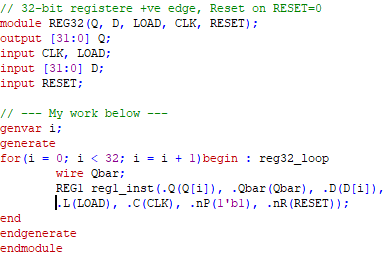 // 32-bit registere +ve edge, Reset on RESET=0
module REG32(Q, D, LOAD, CLK, RESET);
output [31:0] Q;
input CLK, LOAD;
input [31:0] D;
input RESET;
// --- My work below ---
genvar i;
generate
for(i = 0; i < 32; i = i + 1)begin : reg32_loop
wire Qbar;
REG1 reg1_inst(.Q(Q[i]), .Qbar(Qbar), .D(D[i]),
.L(LOAD), .C(CLK), .nP(1'b1), .nR(RESET));
end
endgenerate
endmodule